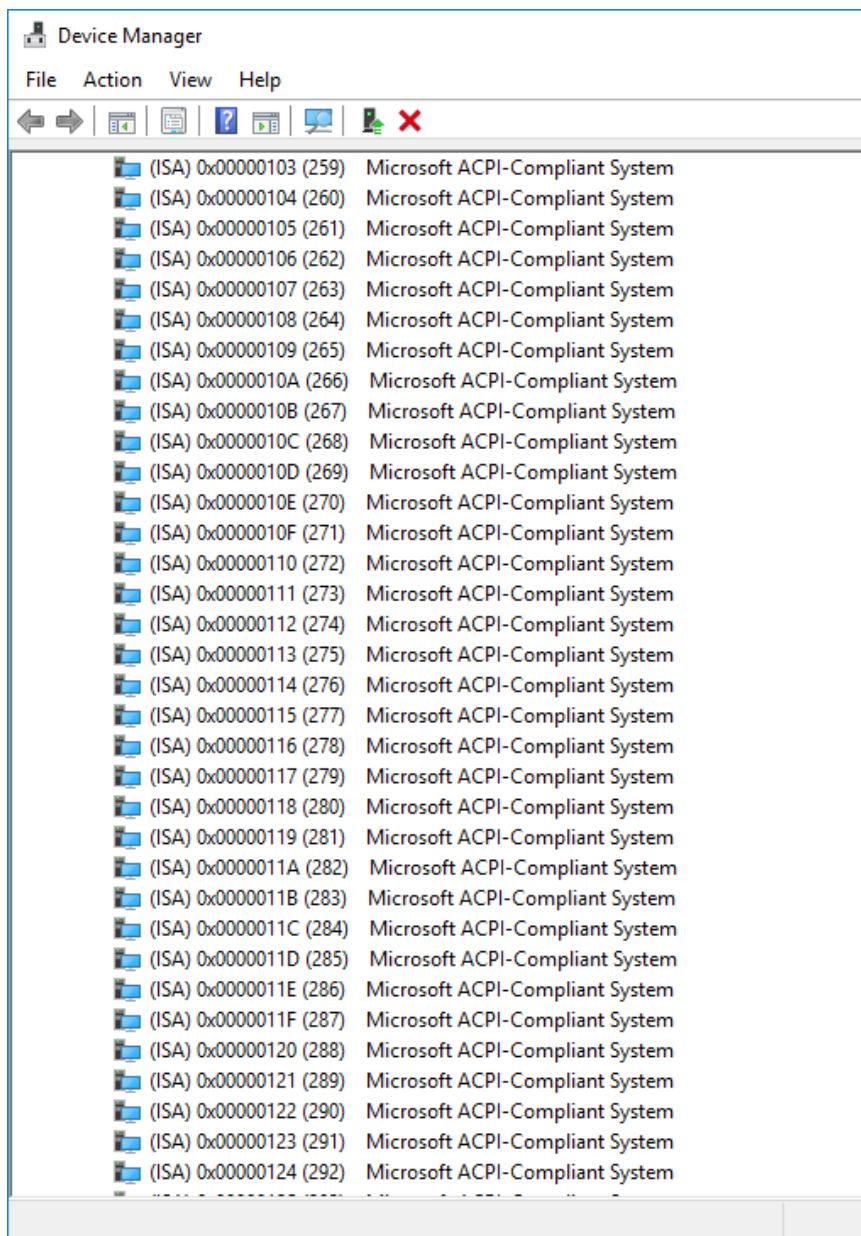 Device Manager
File Action View Help
(ISA) 0x00000103 (259) Microsoft ACPI-Compliant System
(ISA) 0x00000104 (260) Microsoft ACPI-Compliant System
(ISA) 0x00000105 (261) Microsoft ACPI-Compliant System
(ISA) 0x00000106 (262) Microsoft ACPI-Compliant System
(ISA) 0x00000107 (263) Microsoft ACPI-Compliant System
(ISA) 0x00000108 (264) Microsoft ACPI-Compliant System
(ISA) 0x00000109 (265) Microsoft ACPI-Compliant System
(ISA) 0x0000010A (266) Microsoft ACPI-Compliant System
(ISA) 0x0000010B (267) Microsoft ACPI-Compliant System
(ISA) 0x0000010C (268) Microsoft ACPI-Compliant System
(ISA) 0x0000010D (269) Microsoft ACPI-Compliant System
(ISA) 0x0000010E (270) Microsoft ACPI-Compliant System
(ISA) 0x0000010F (271) Microsoft ACPI-Compliant System
(ISA) 0x00000110 (272) Microsoft ACPI-Compliant System
(ISA) 0x00000111 (273) Microsoft ACPI-Compliant System
(ISA) 0x00000112 (274) Microsoft ACPI-Compliant System
(ISA) 0x00000113 (275) Microsoft ACPI-Compliant System
(ISA) 0x00000114 (276) Microsoft ACPI-Compliant System
(ISA) 0x00000115 (277) Microsoft ACPI-Compliant System
(ISA) 0x00000116 (278) Microsoft ACPI-Compliant System
(ISA) 0x00000117 (279) Microsoft ACPI-Compliant System
(ISA) 0x00000118 (280) Microsoft ACPI-Compliant System
(ISA) 0x00000119 (281) Microsoft ACPI-Compliant System
(ISA) 0x0000011A (282) Microsoft ACPI-Compliant System
(ISA) 0x0000011B (283) Microsoft ACPI-Compliant System
(ISA) 0x0000011C (284) Microsoft ACPI-Compliant System
(ISA) 0x0000011D (285) Microsoft ACPI-Compliant System
(ISA) 0x0000011E (286) Microsoft ACPI-Compliant System
(ISA) 0x0000011F (287) Microsoft ACPI-Compliant System
(ISA) 0x00000120 (288) Microsoft ACPI-Compliant System
(ISA) 0x00000121 (289) Microsoft ACPI-Compliant System
(ISA) 0x00000122 (290) Microsoft ACPI-Compliant System
(ISA) 0x00000123 (291) Microsoft ACPI-Compliant System
(ISA) 0x00000124 (292) Microsoft ACPI-Compliant System